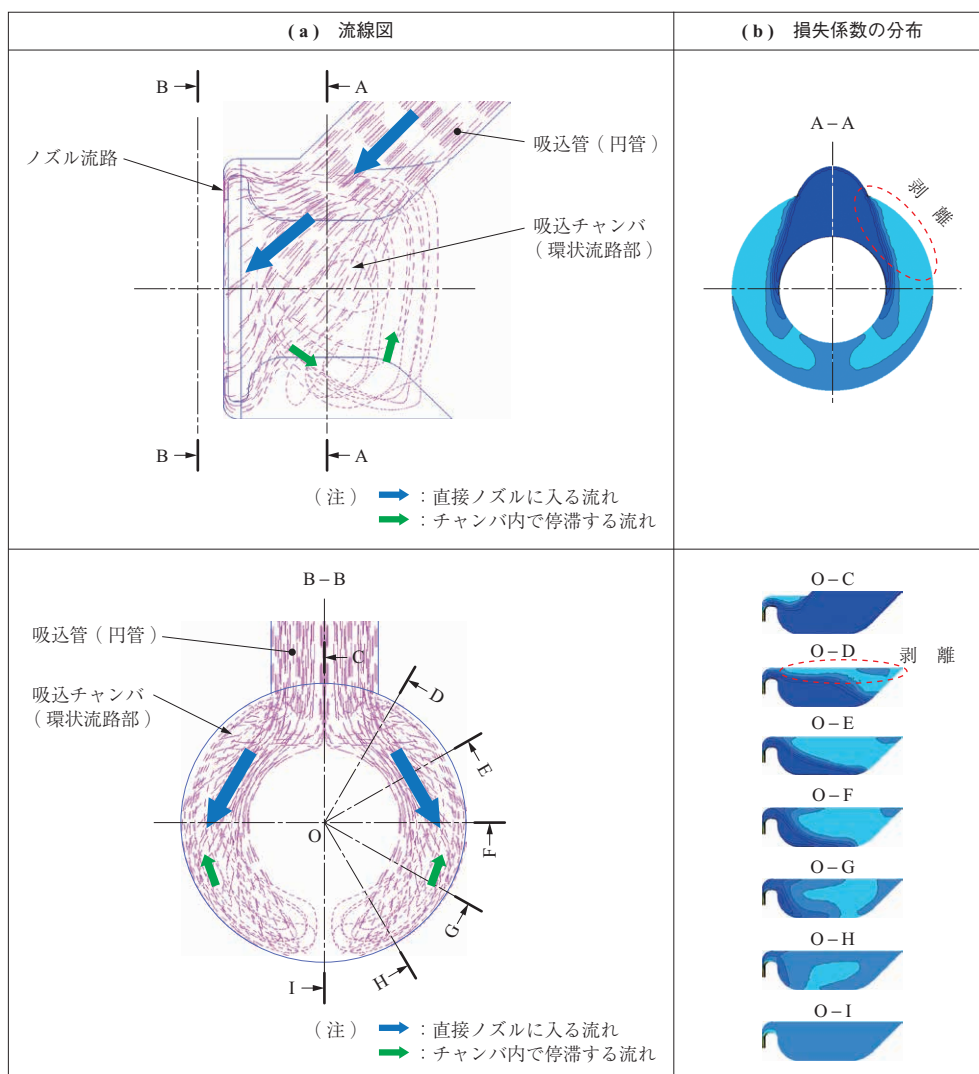 (a) 流線図
(b) 損失係数の分布
B
A
ノズル流路
吸込管 ( 円管 )
吸込チャンバ
( 環状流路部 )
B
A
( 注 ) : 直接ノズルに入る流れ
: チャンバ内で停滞する流れ
A-A
剥離
B-B
吸込管 ( 円管 )
吸込チャンバ
( 環状流路部 )
C
D
E
O
F
G
H
I
( 注 ) : 直接ノズルに入る流れ
: チャンバ内で停滞する流れ
O-C
O-D
剥離
O-E
O-F
O-G
O-H
O-I